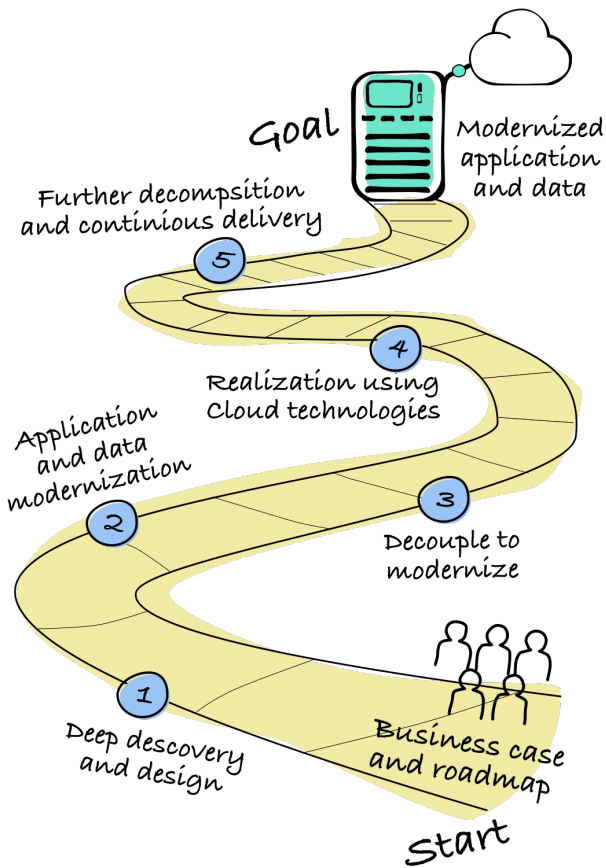 Goal
Modernized
application
and data
Further decompsition
and continious delivery
5
4
Realization using
Cloud technologies
Application
and data
modernization
2
3
Decouple to
modernize
1
Deep descovery
and design
Business case
and roadmap
Start